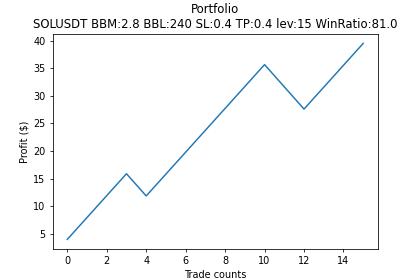 Portfolio
SOLUSDT BBM:2.8 BBL:240 SL:0.4 TP:0.4 lev:15 WinRatio:81.0
40
35
30
25
20
15
10
5
Profit ($)
0 2 4 6 8 10 12 14
Trade counts